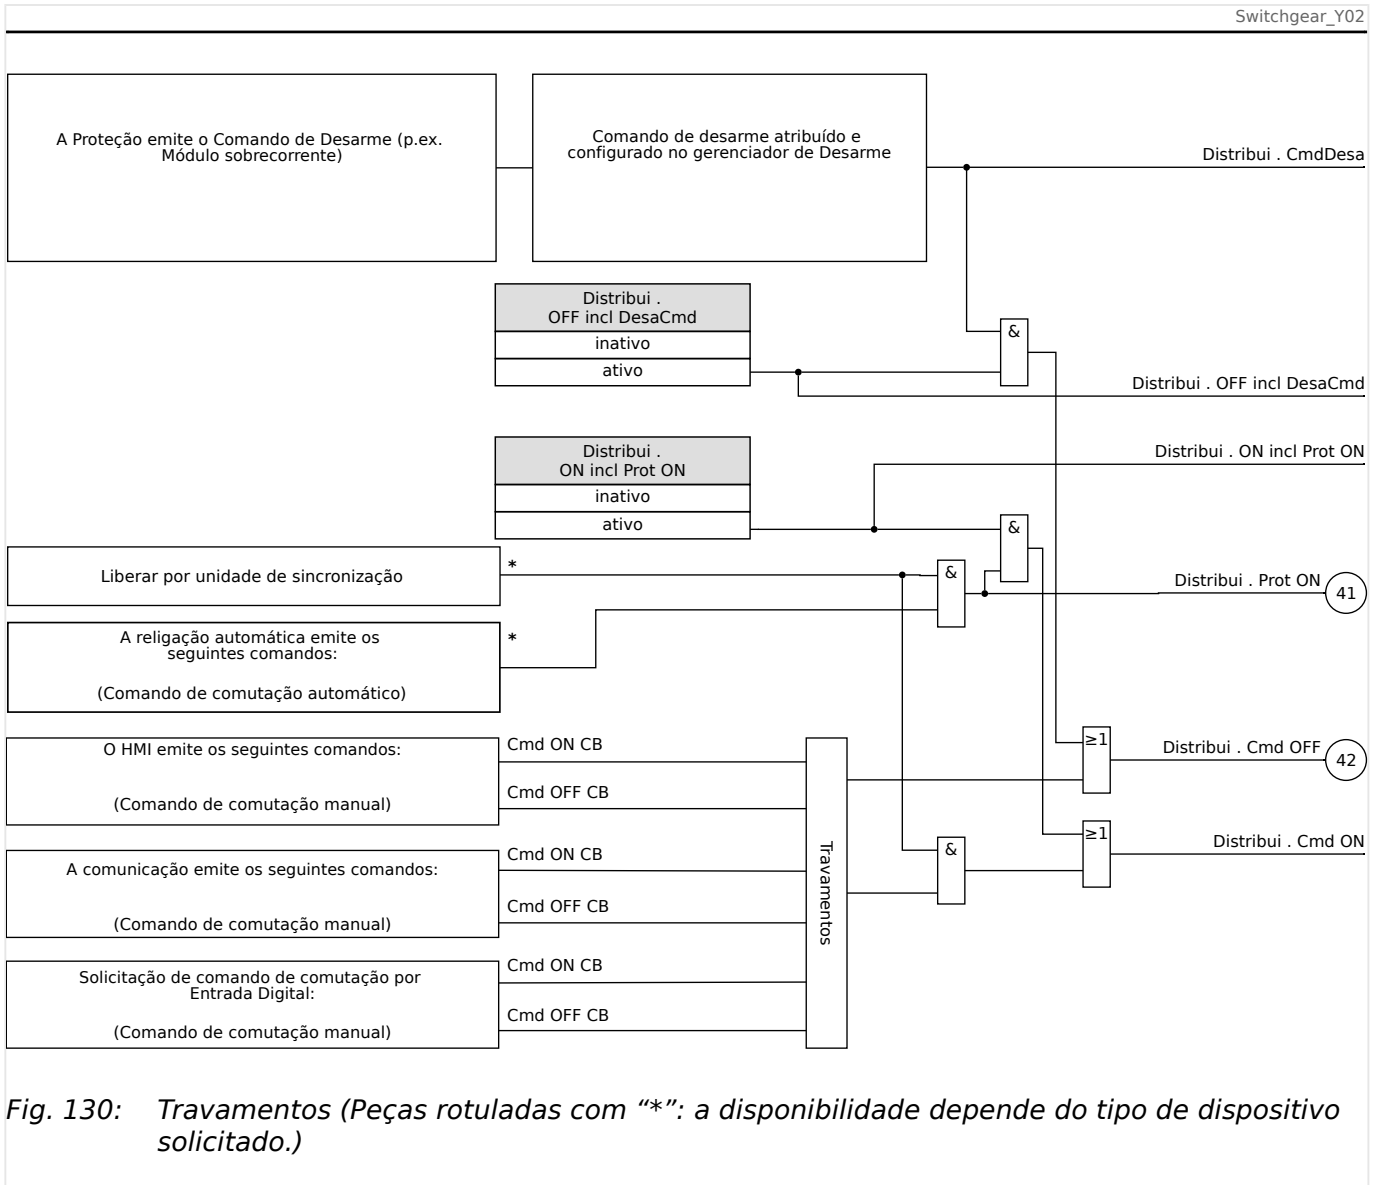 Switchgear_Y02
A Proteção emite o Comando de Desarme (p.ex.
Módulo sobrecorrente)
Comando de desarme atribuído e
configurado no gerenciador de Desarme
Distribui . CmdDesa
Distribui .
OFF incl DesaCmd
inativo
ativo
&
Distribui . OFF incl DesaCmd
Distribui .
ON incl Prot ON
inativo
ativo
Distribui . ON incl Prot ON
&
Liberar por unidade de sincronização
*
&
Distribui . Prot ON
41
A religação automática emite os
seguintes comandos:
(Comando de comutação automático)
*
O HMI emite os seguintes comandos:
(Comando de comutação manual)
Cmd ON CB
Cmd OFF CB
≥1
Distribui . Cmd OFF
42
A comunicação emite os seguintes comandos:
(Comando de comutação manual)
Cmd ON CB
Cmd OFF CB
Travamentos
&
≥1
Distribui . Cmd ON
Solicitação de comando de comutação por
Entrada Digital:
(Comando de comutação manual)
Cmd ON CB
Cmd OFF CB
Fig. 130: Travamentos (Peças rotuladas com “*”: a disponibilidade depende do tipo de dispositivo
solicitado.)